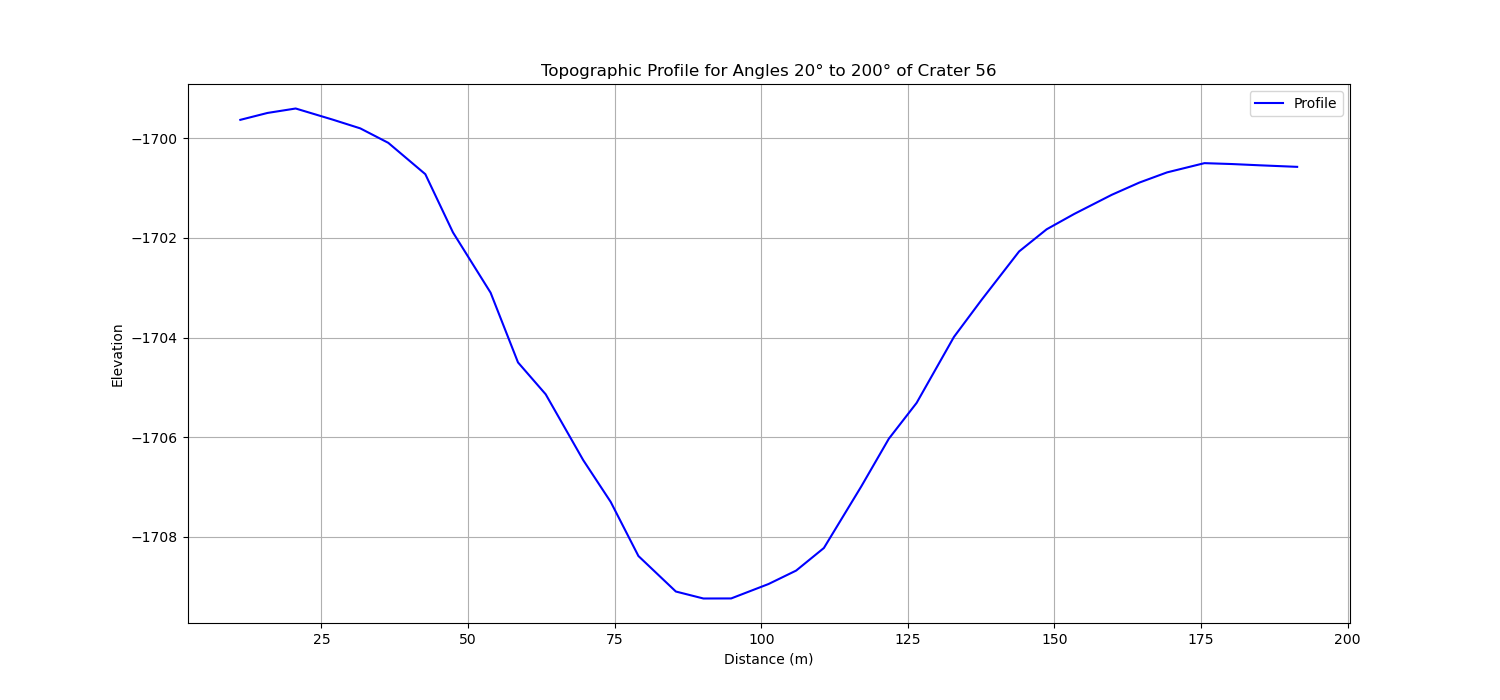 Topographic Profile for Angles 20° to 200° of Crater 56
Profile
−1700
−1702
−1704
−1706
−1708
Elevation
25 50 75 100 125 150 175 200
Distance (m)